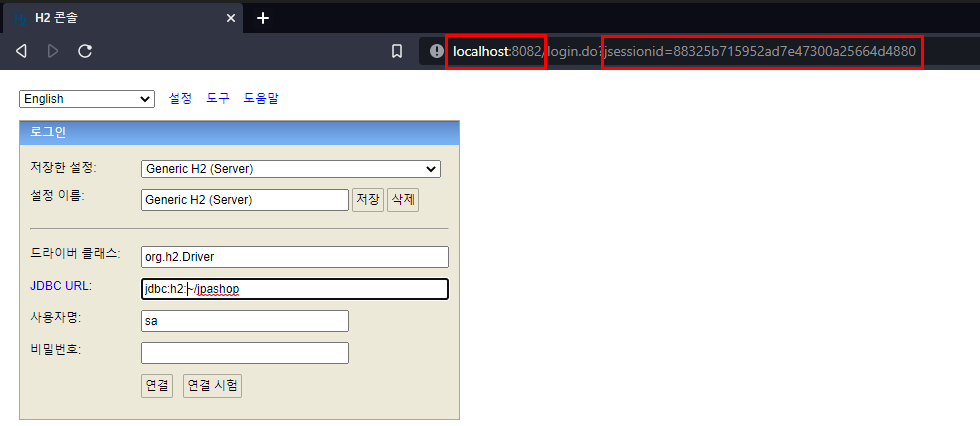 H2 콘솔
localhost:8082/login.do?jsessionid=88325b715952ad7e47300a25664d4880
English 설정 도구 도움말
로그인
저장한 설정: Generic H2 (Server)
설정 이름: Generic H2 (Server) 저장 삭제
드라이버 클래스: org.h2.Driver
JDBC URL: jdbc:h2:~/jpashop
사용자명: sa
비밀번호:
연결 연결 시험